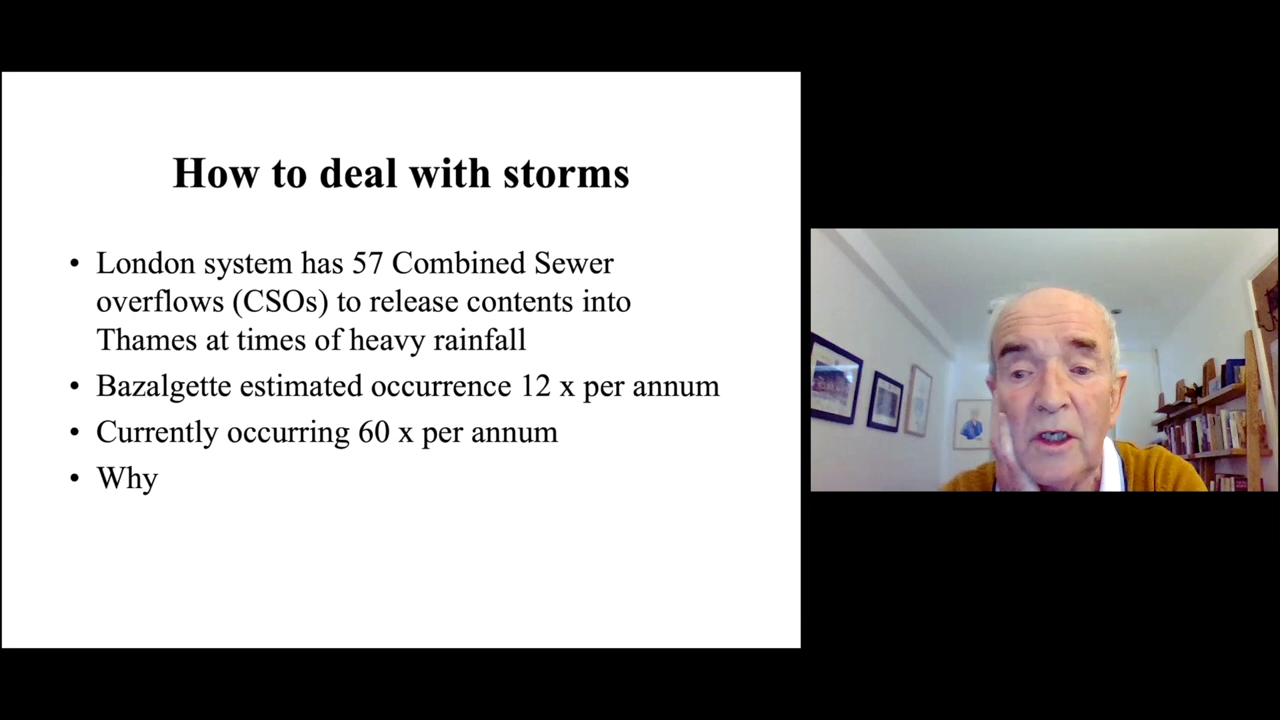 How to deal with storms
• London system has 57 Combined Sewer
overflows (CSOs) to release contents into
Thames at times of heavy rainfall
• Bazalgette estimated occurrence 12 x per annum
• Currently occurring 60 x per annum
• Why